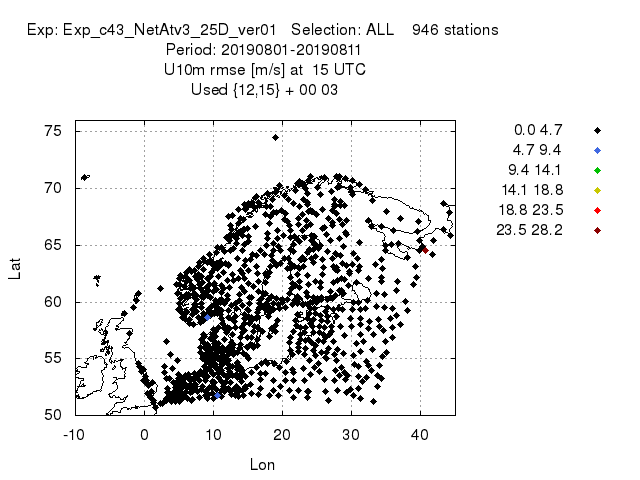 Exp: Exp_c43_NetAtv3_25D_ver01 Selection: ALL 946 stations
Period: 20190801-20190811
U10m rmse [m/s] at 15 UTC
Used {12,15} + 00 03
0.0 4.7
4.7 9.4
9.4 14.1
14.1 18.8
18.8 23.5
23.5 28.2
75
70
65
60
55
50
Lat
-10 0 10 20 30 40
Lon